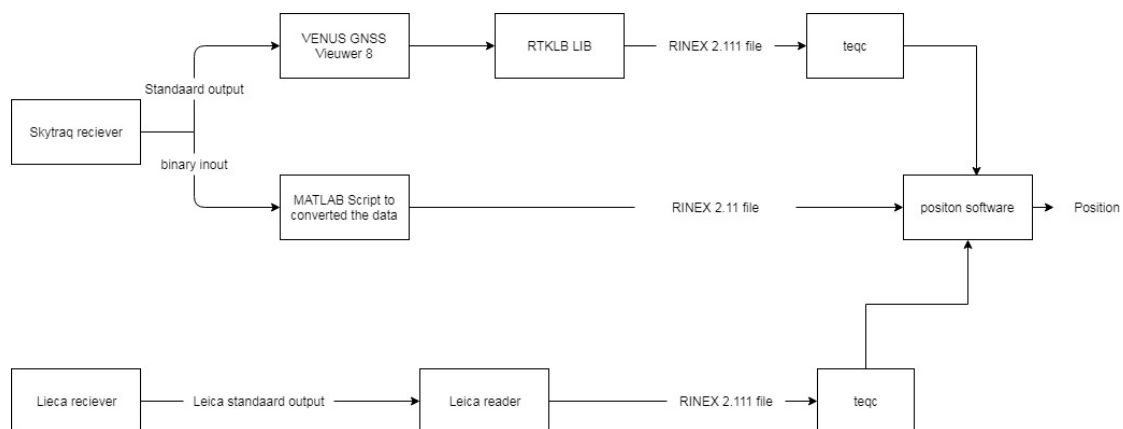 VENUS GNSS
Vieuwer 8
RTKLB LIB
RINEX 2.111 file
teqc
Standaard output
Skytraq reciever
binary inout
MATLAB Script to
converted the data
RINEX 2.11 file
positon software
Position
Lieca reciever
Leica standaard output
Leica reader
RINEX 2.111 file
teqc